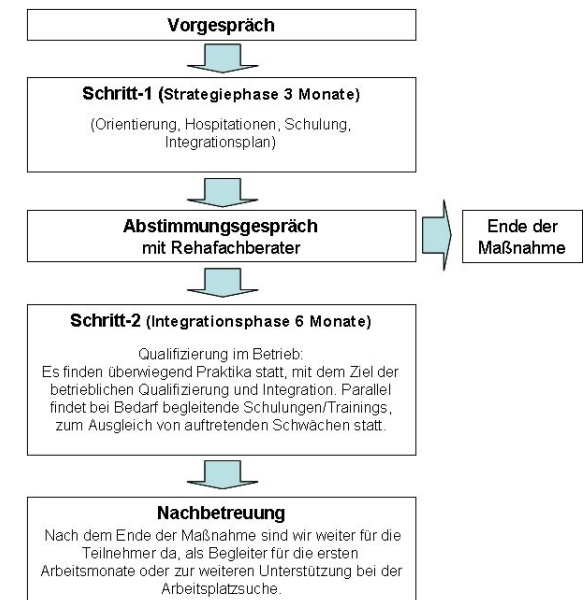 Vorgespräch
Schritt-1 (Strategiephase 3 Monate)
(Orientierung, Hospitationen, Schulung,
Integrationsplan)
Abstimmungsgespräch
mit Rehafachberater
Ende der
Maßnahme
Schritt-2 (Integrationsphase 6 Monate)
Qualifizierung im Betrieb:
Es finden überwiegend Praktika statt, mit dem Ziel der
betrieblichen Qualifizierung und Integration. Parallel
findet bei Bedarf begleitende Schulungen/Trainings,
zum Ausgleich von auftretenden Schwächen statt.
Nachbetreuung
Nach dem Ende der Maßnahme sind wir weiter für die
Teilnehmer da, als Begleiter für die ersten
Arbeitsmonate oder zur weiteren Unterstützung bei der
Arbeitsplatzsuche.